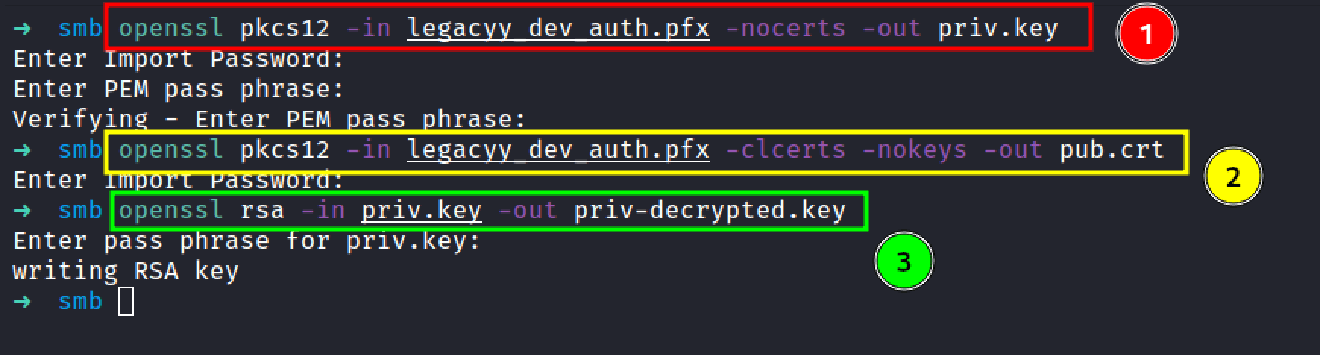 → smb openssl pkcs12 -in legacyy_dev_auth.pfx -nocerts -out priv.key
1
Enter Import Password:
Enter PEM pass phrase:
Verifying - Enter PEM pass phrase:
→ smb openssl pkcs12 -in legacyy_dev_auth.pfx -clcerts -nokeys -out pub.crt
2
Enter Import Password:
→ smb openssl rsa -in priv.key -out priv-decrypted.key
Enter pass phrase for priv.key:
3
writing RSA key
→ smb